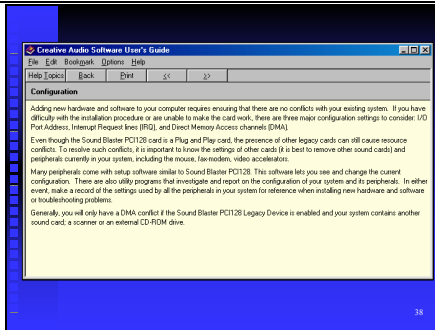 Creative Audio Software User's Guide
File Edit Bookmark Options Help
Help Topics Back Print << >>
Configuration
Adding new hardware and software to your computer requires ensuring that there are no conflicts with your existing system. If you have
difficulty with the installation procedure or are unable to make the card work, there are three major configuration settings to consider: I/O
Port Address, Interrupt Request lines (IRQ), and Direct Memory Access channels (DMA).
Even though the Sound Blaster PCI128 card is a Plug and Play card, the presence of other legacy cards can still cause resource
conflicts. To resolve such conflicts, it is important to know the settings of other cards (it is best to remove other sound cards) and
peripherals currently in your system, including the mouse, fax-modem, video accelerators.
Many peripherals come with setup software similar to Sound Blaster PCI128. This software lets you see and change the current
configuration. There are also utility programs that investigate and report on the configuration of your system and its peripherals. In either
event, make a record of the settings used by all the peripherals in your system for reference when installing new hardware and software
or troubleshooting problems.
Generally, you will only have a DMA conflict if the Sound Blaster PCI128 Legacy Device is enabled and your system contains another
sound card; a scanner or an external CD-ROM drive.
38